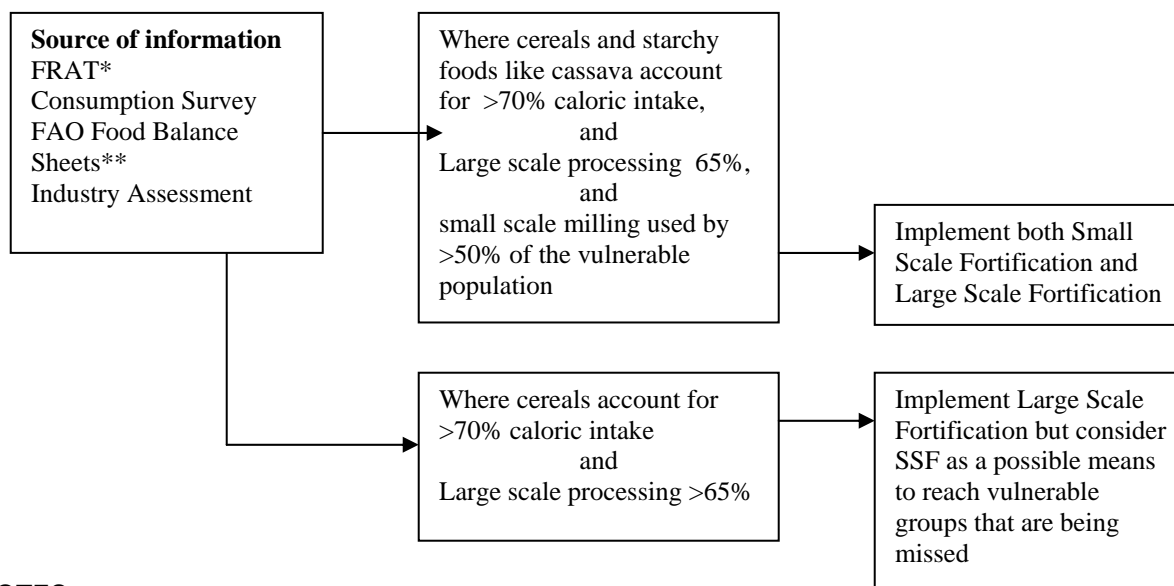 Source of information
FRAT*
Consumption Survey
FAO Food Balance
Sheets**
Industry Assessment
Where cereals and starchy
foods like cassava account
for >70% caloric intake,
and
Large scale processing 65%,
and
small scale milling used by
>50% of the vulnerable
population
Implement both Small
Scale Fortification and
Large Scale Fortification
Where cereals account for
>70% caloric intake
and
Large scale processing >65%
Implement Large Scale
Fortification but consider
SSF as a possible means
to reach vulnerable
groups that are being
missed